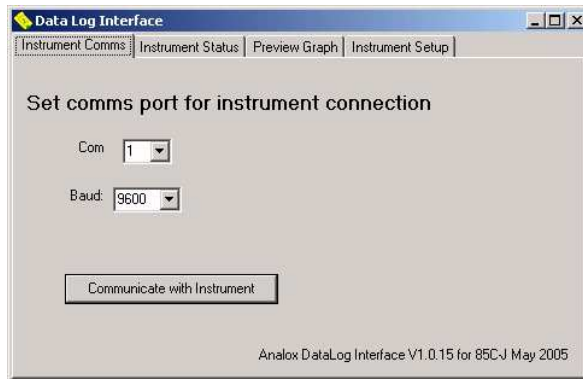 Data Log Interface
Instrument Comms Instrument Status Preview Graph Instrument Setup
Set comms port for instrument connection
Com 1
Baud: 9600
Communicate with Instrument
Analox DataLog Interface V1.0.15 for 85C-J May 2005